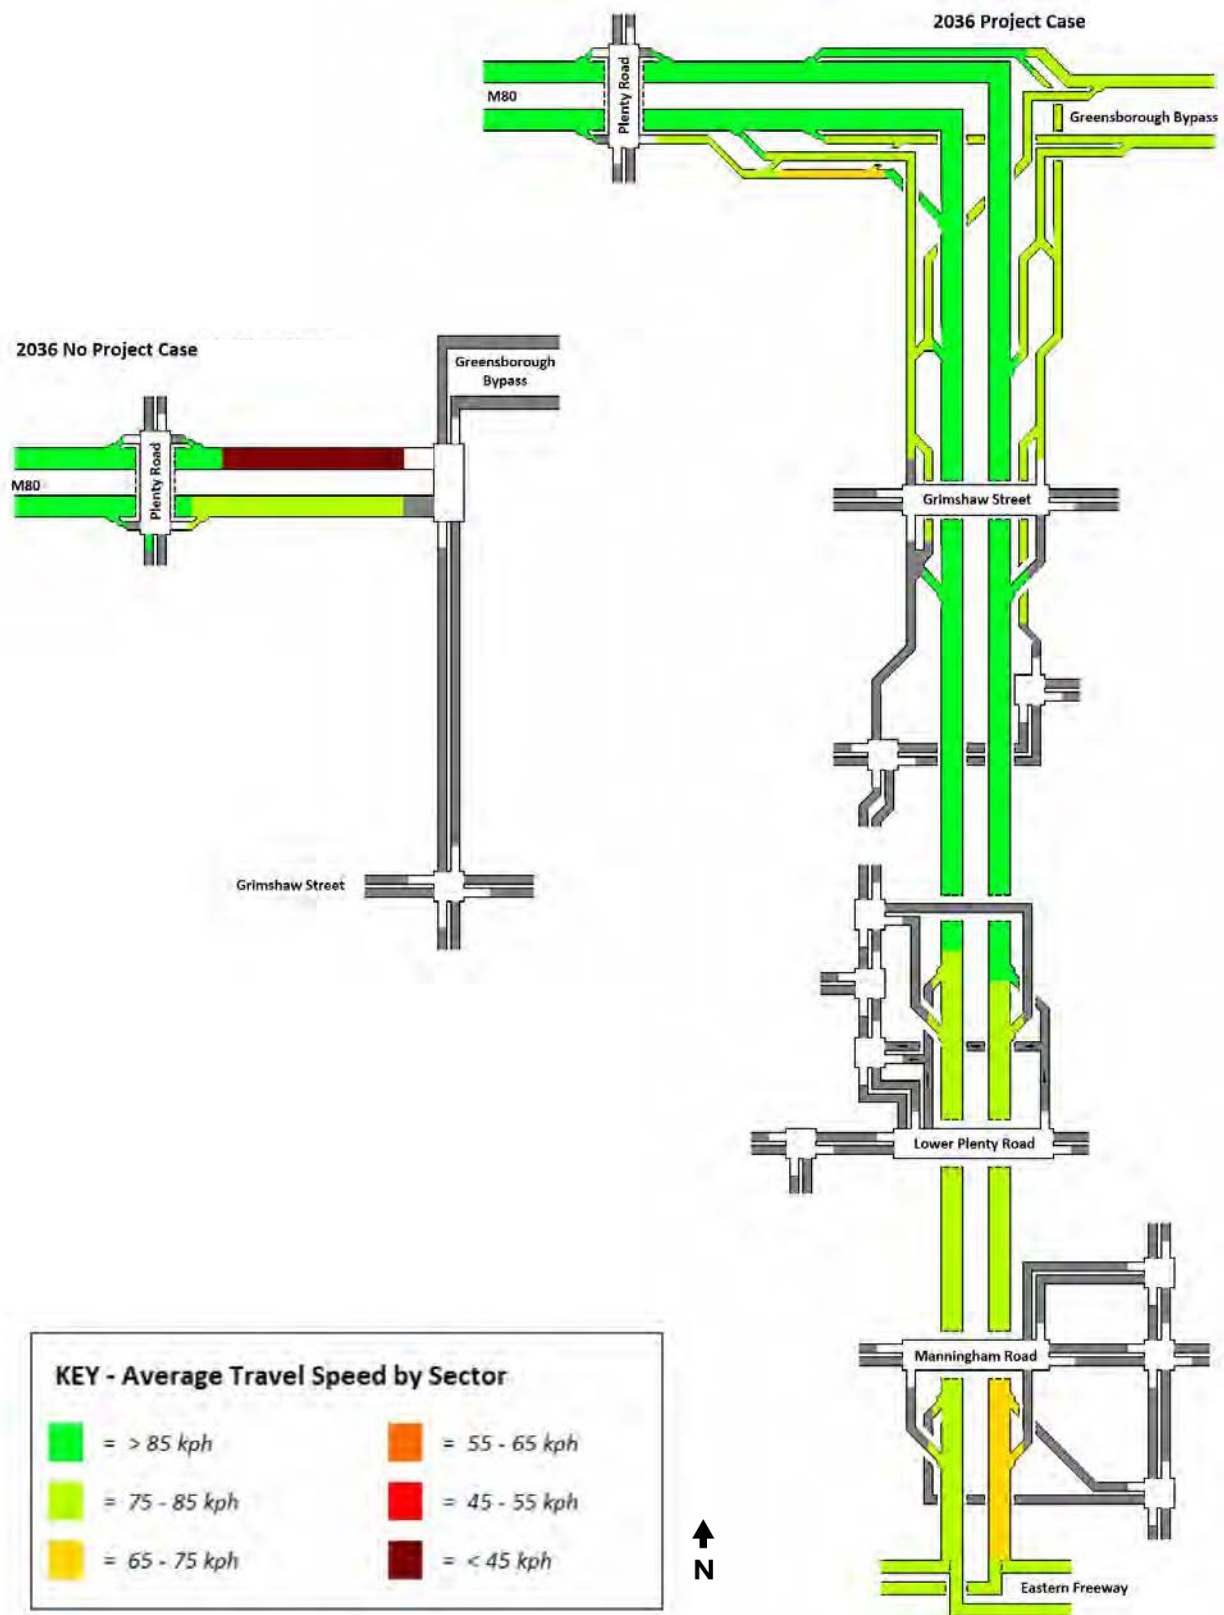 2036 Project Case
Plenty Road
M80
Greensborough Bypass
2036 No Project Case
Greensborough
Bypass
Plenty Road
M80
Grimshaw Street
Grimshaw Street
Lower Plenty Road
Manningham Road
KEY - Average Travel Speed by Sector
= > 85 kph
= 55 - 65 kph
= 75 - 85 kph
= 45 - 55 kph
= 65 - 75 kph
= < 45 kph
N
Eastern Freeway